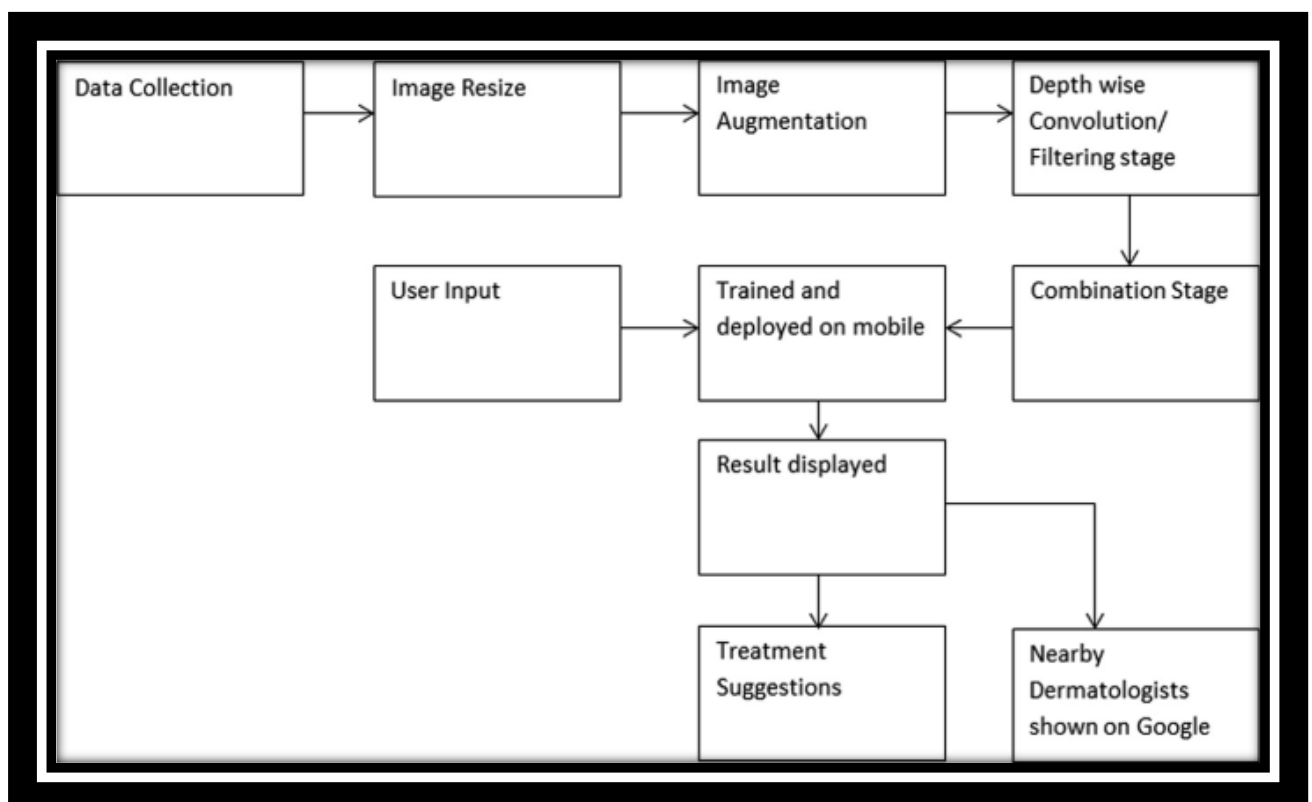 Data Collection
Image Resize
Image
Augmentation
Depth wise
Convolution/
Filtering stage
User Input
Trained and
deployed on mobile
Combination Stage
Result displayed
Treatment
Suggestions
Nearby
Dermatologists
shown on Google